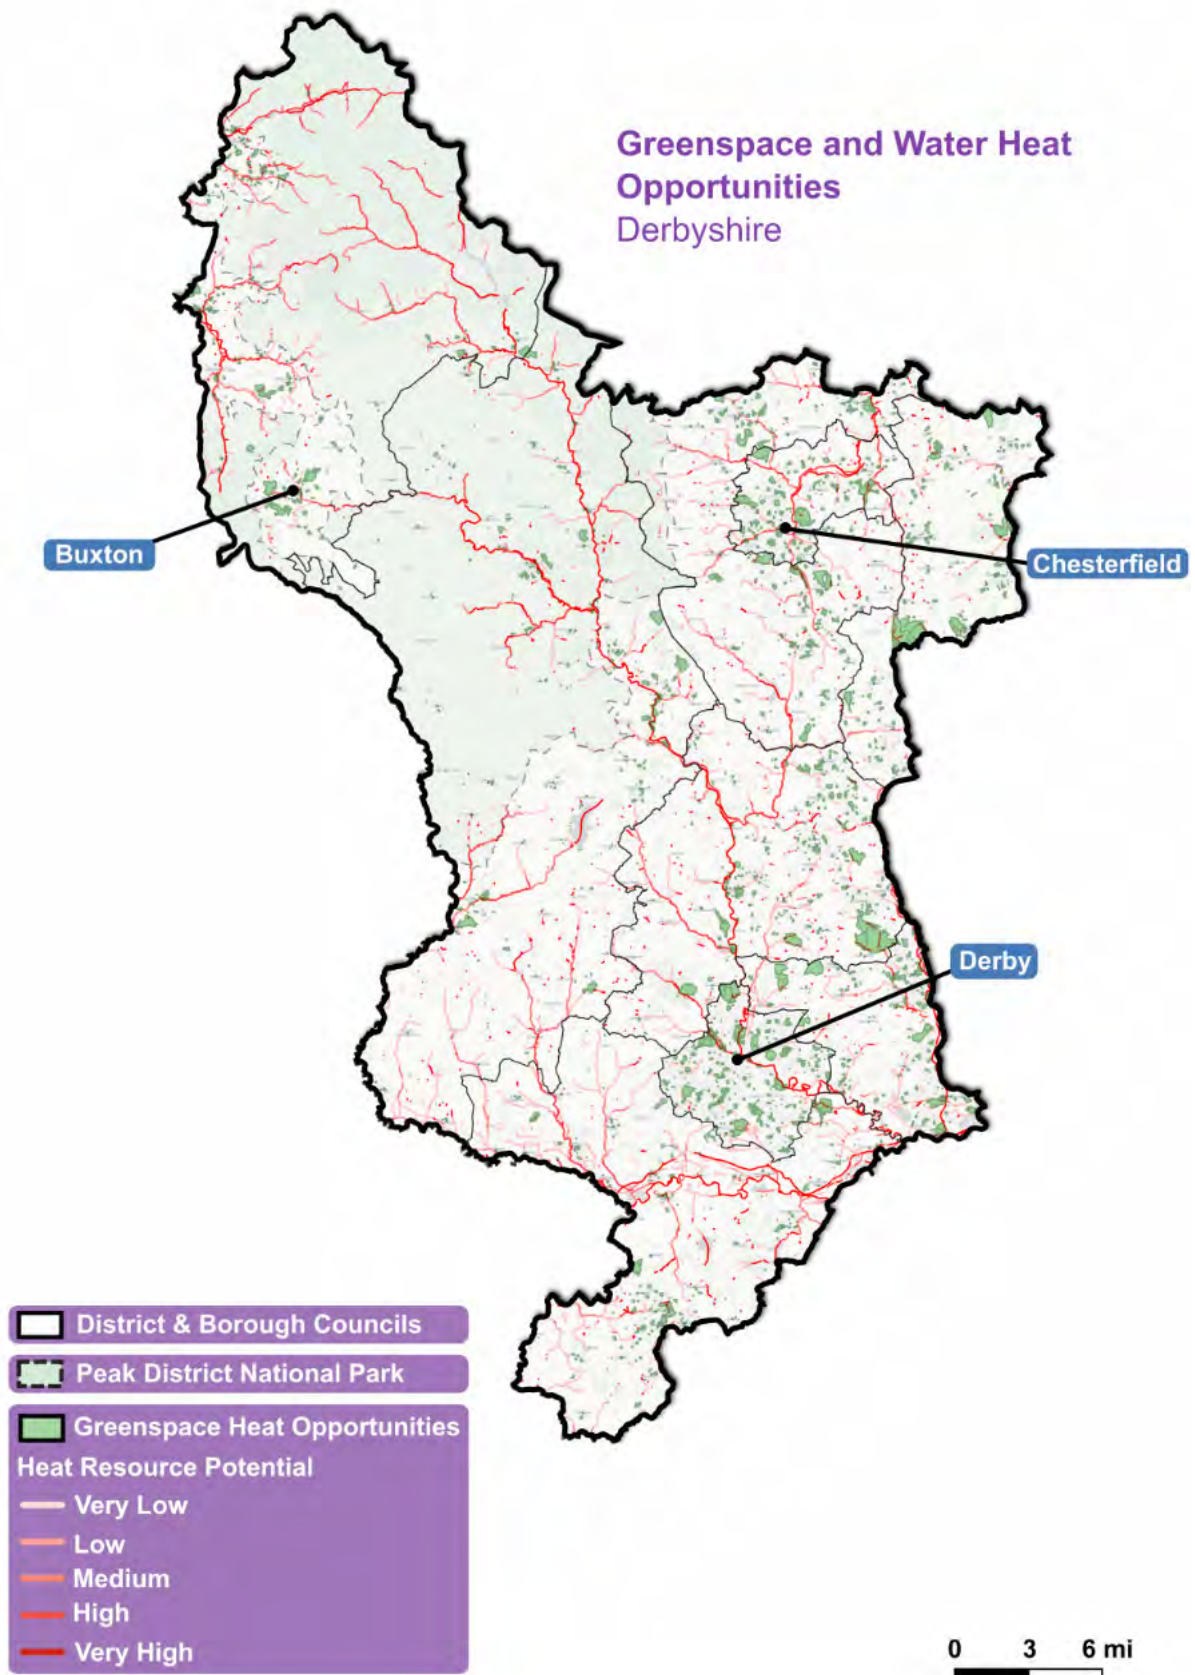 Greenspace and Water Heat
Opportunities
Derbyshire
Buxton
Chesterfield
Derby
District & Borough Councils
Peak District National Park
Greenspace Heat Opportunities
Heat Resource Potential
Very Low
Low
Medium
High
Very High
0 3 6 mi